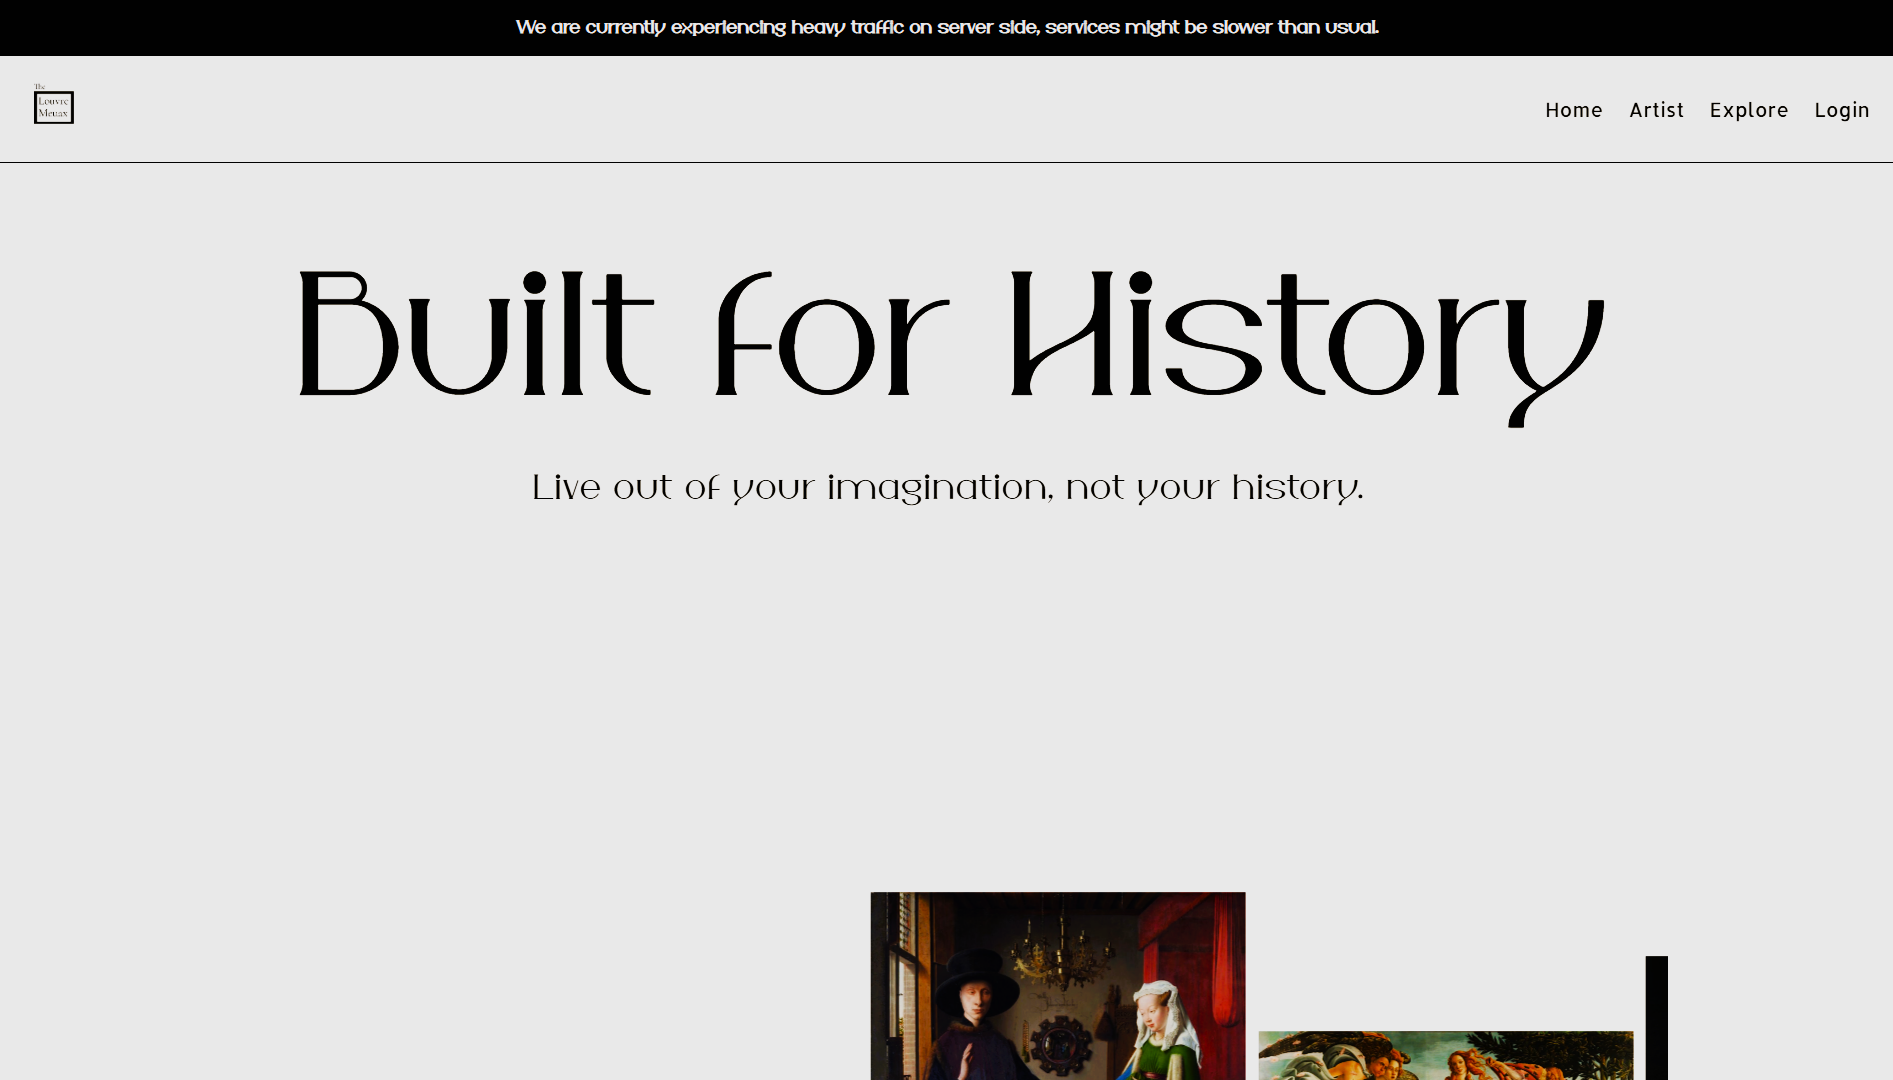 We are currently experiencing heavy traffic on server side, services might be slower than usual.
The
Louvre
Meuax
Home Artist Explore Login
Built for History
Live out of your imagination, not your history.